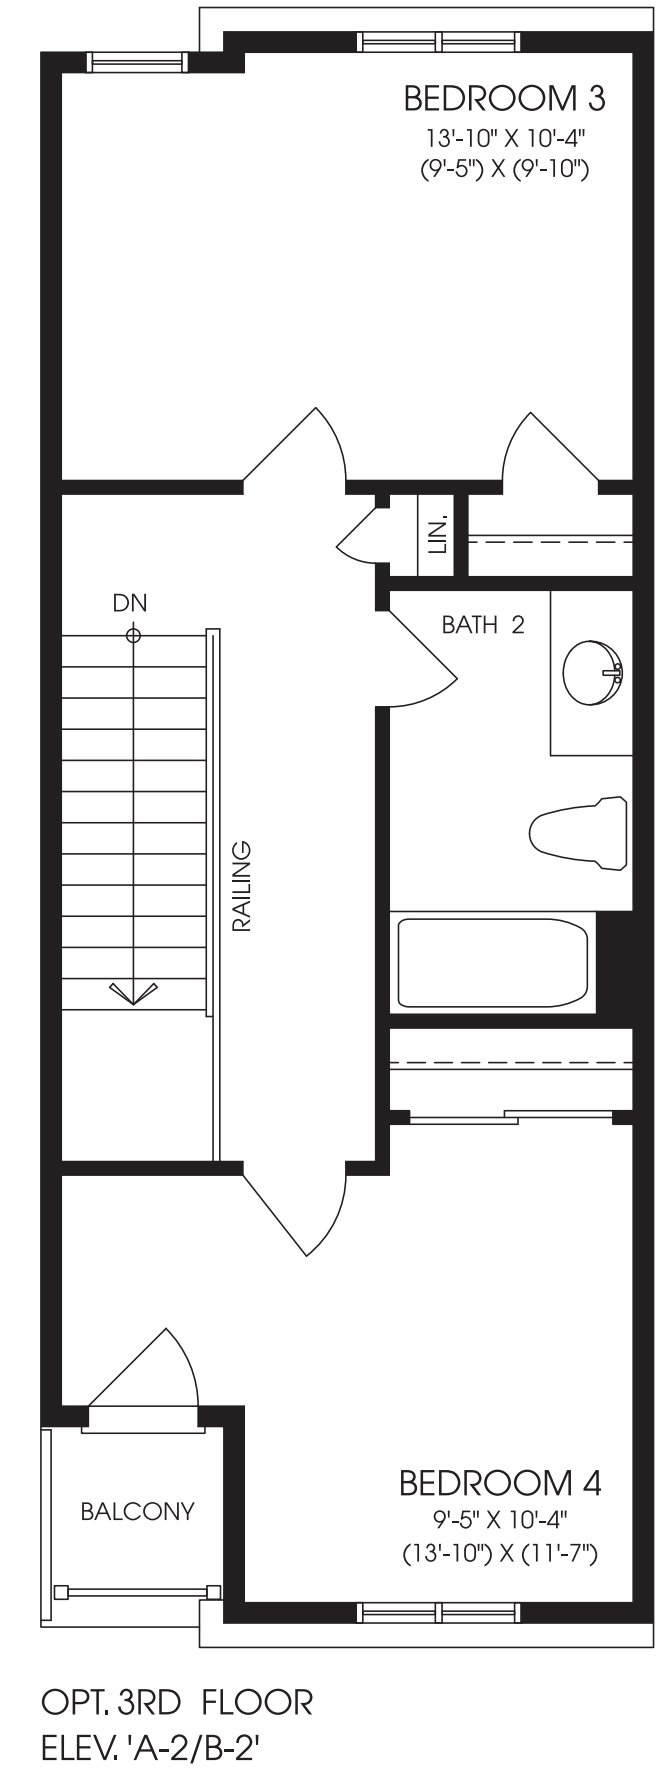 BEDROOM 3
13'-10" X 10'-4"
(9'-5") X (9'-10")
LIN.
DN
BATH 2
RAILING
BEDROOM 4
9'-5" X 10'-4"
(13'-10") X (11'-7")
BALCONY
OPT. 3RD FLOOR
ELEV. 'A-2/B-2'